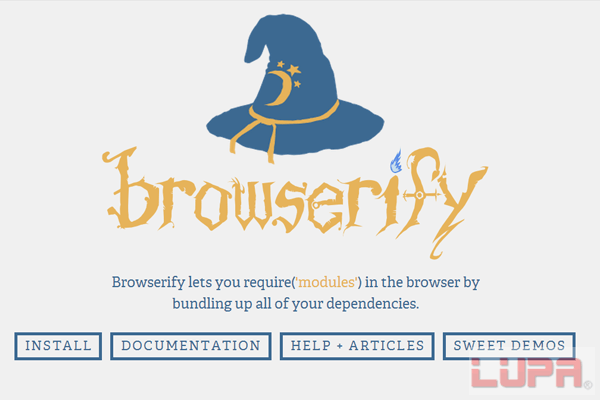 browserify
Browserify lets you require('modules') in the browser by
bundling up all of your dependencies.
INSTALL
DOCUMENTATION
HELP + ARTICLES
SWEET DEMOS
LUPA®